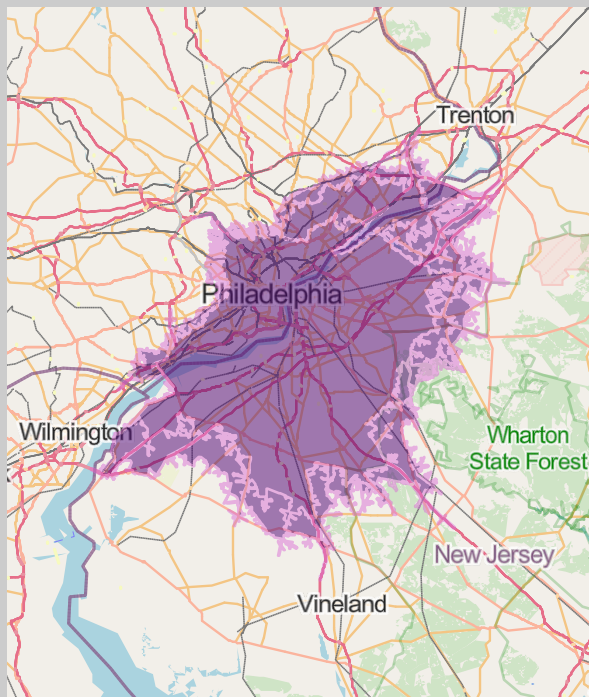 Trenton
Philadelphia
Wilmington
Wharton
State Forest
New Jersey
Vineland